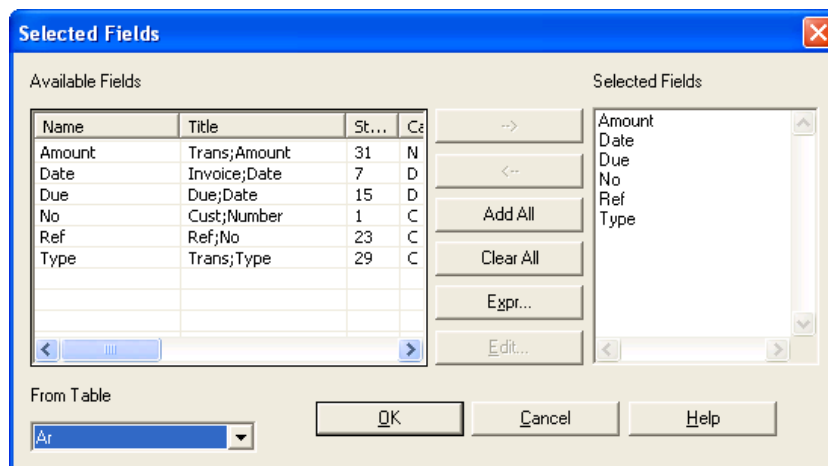 Selected Fields
Available Fields
Name Title St... Ca
Amount Trans;Amount 31 N
Date Invoice;Date 7 D
Due Due;Date 15 D
No Cust;Number 1 C
Ref Ref;No 23 C
Type Trans;Type 29 C
-->
<--
Add All
Clear All
Expr...
Edit...
Selected Fields
Amount
Date
Due
No
Ref
Type
From Table
Ar
OK Cancel Help